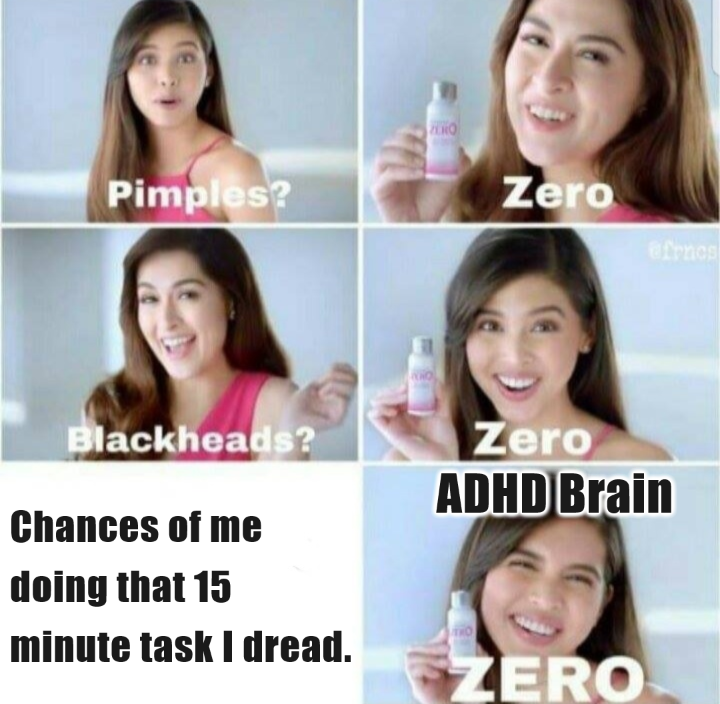 Pimples?
ZERO
Zero
@frncs
Blackheads?
ZERO
Zero
Chances of me
doing that 15
minute task I dread.
ADHD Brain
ZERO
ZERO